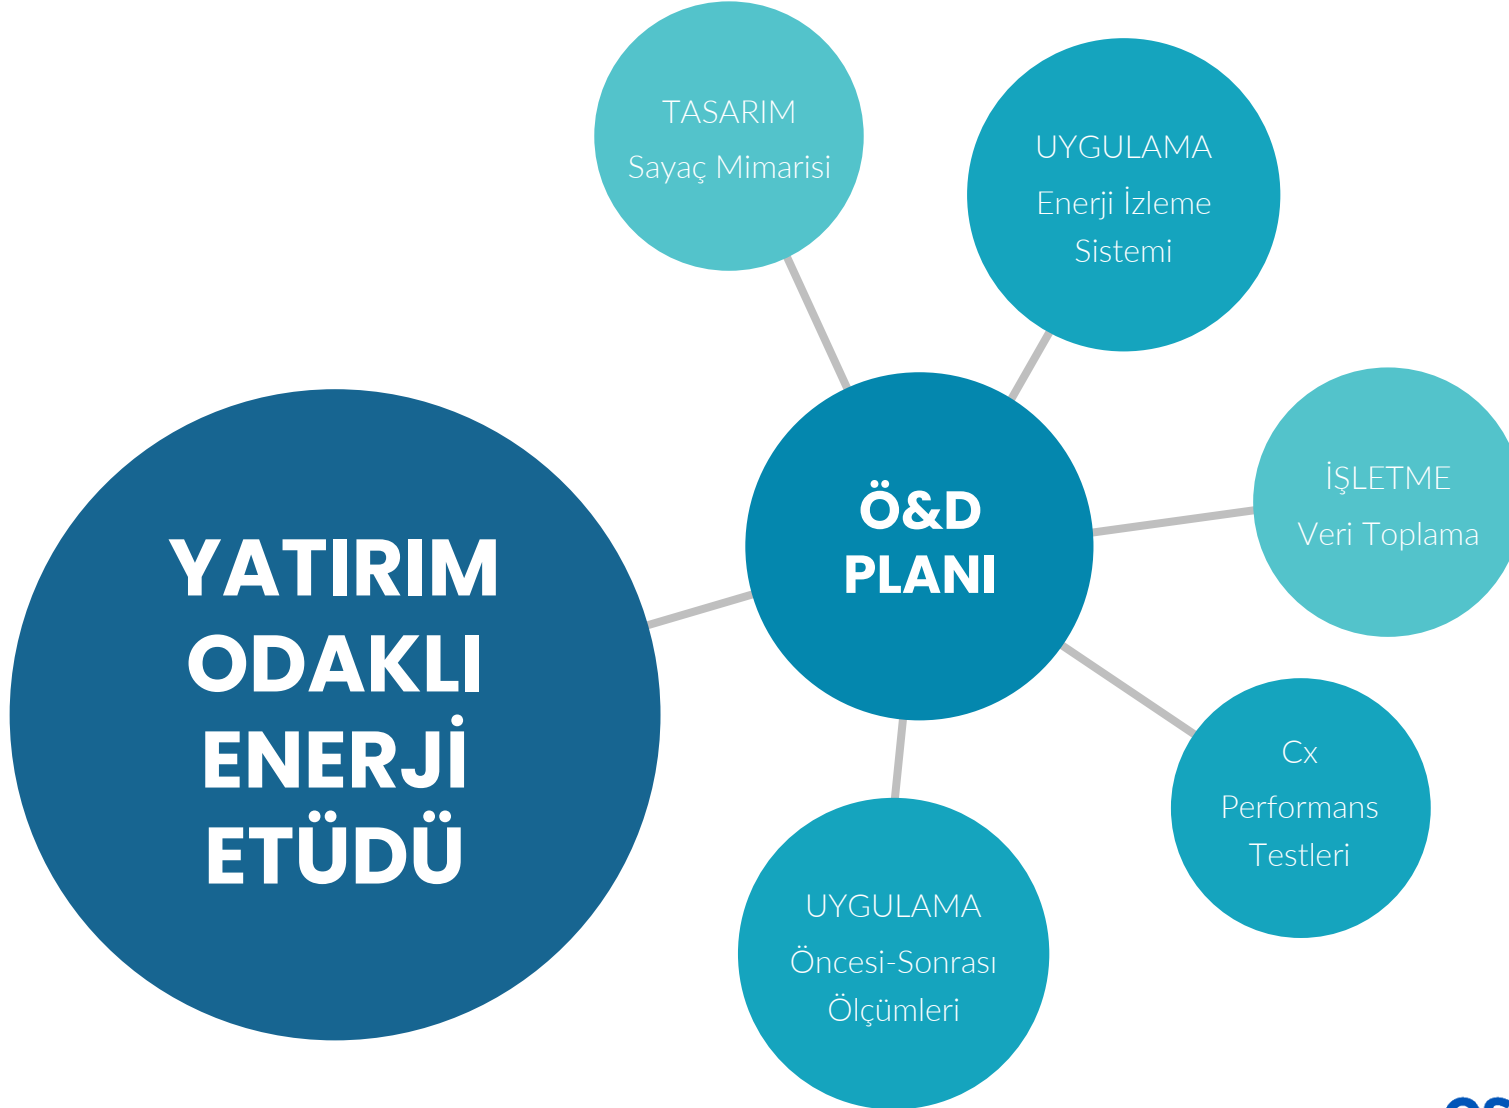 TASARIM
Sayaç Mimarisi
UYGULAMA
Enerji İzleme
Sistemi
İŞLETME
Veri Toplama
Ö&D
PLANI
YATIRIM
ODAKLI
ENERJİ
ETÜDÜ
Cx
Performans
Testleri
UYGULAMA
Öncesi-Sonrası
Ölçümleri